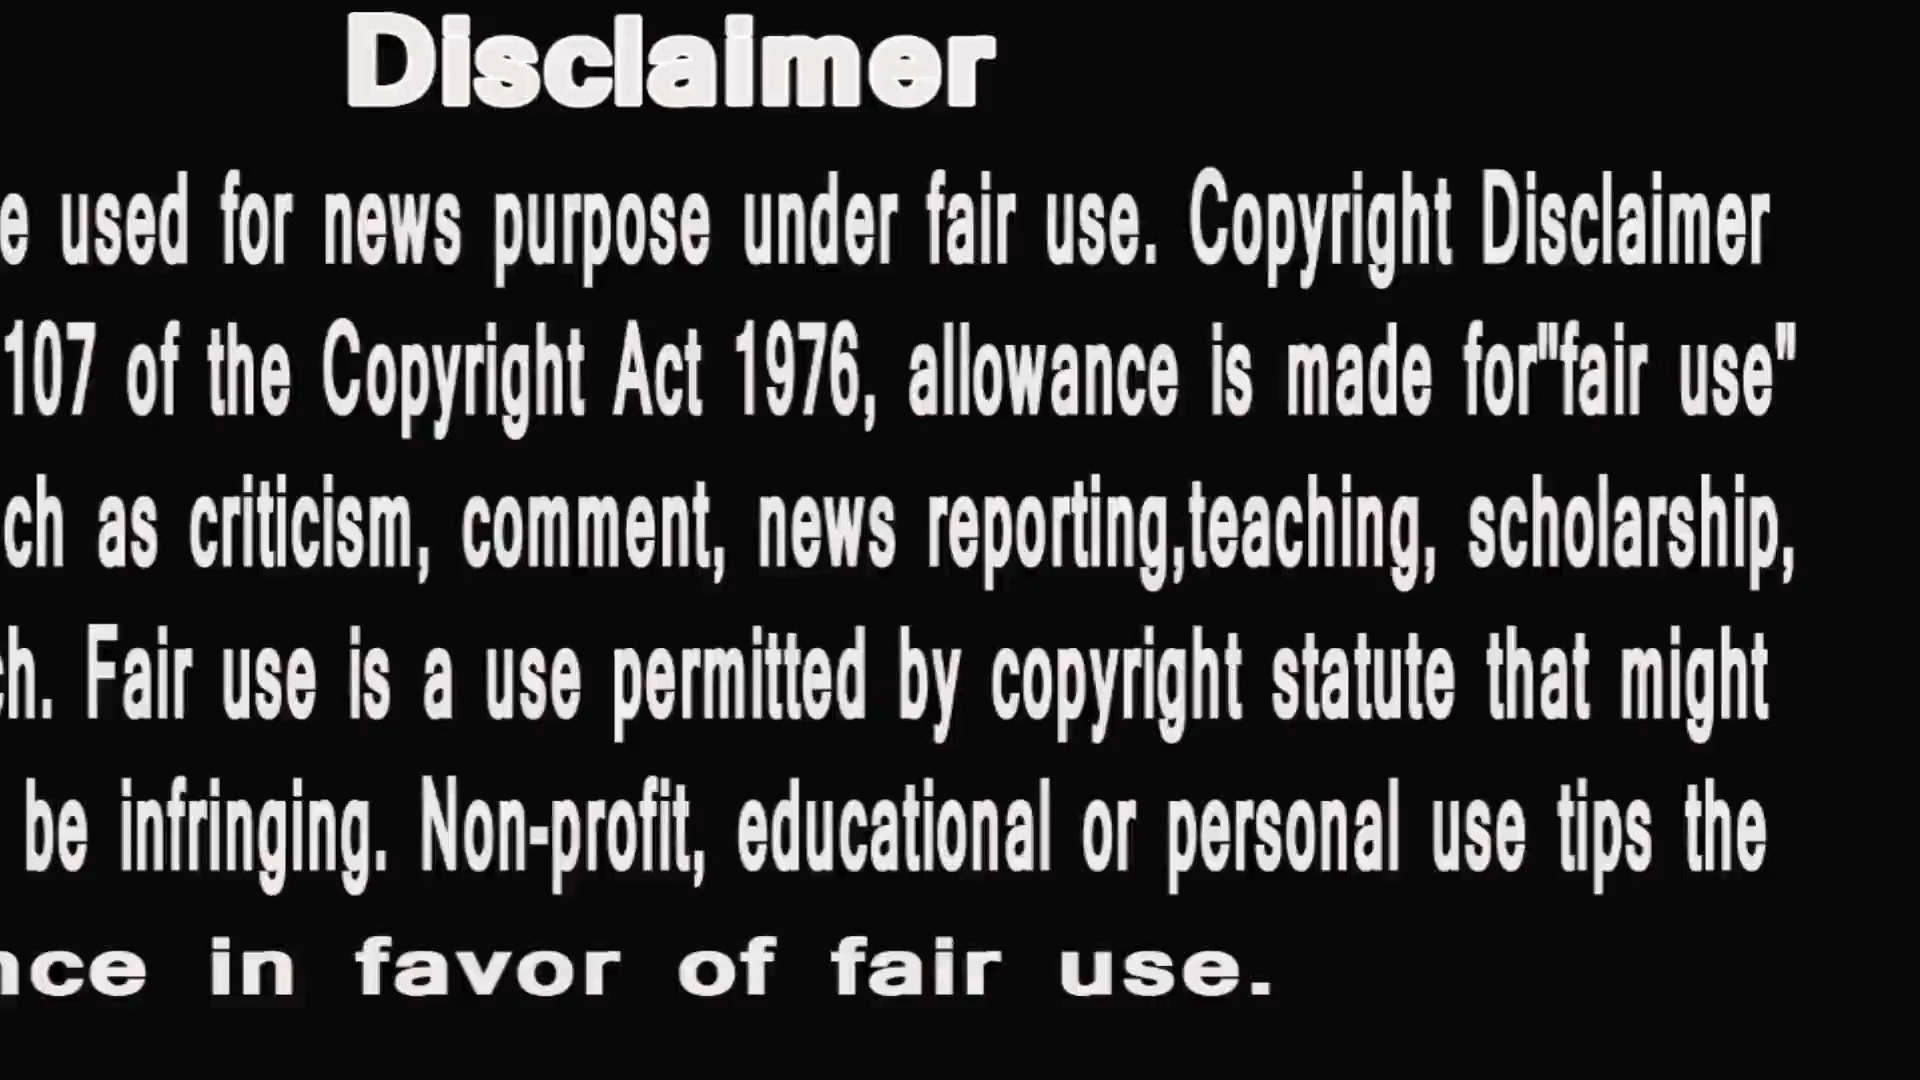 Disclaimer
e used for news purpose under fair use. Copyright Disclaimer
107 of the Copyright Act 1976, allowance is made for"fair use"
ch as criticism, comment, news reporting,teaching, scholarship,
ch. Fair use is a use permitted by copyright statute that might
be infringing. Non-profit, educational or personal use tips the
nce in favor of fair use.